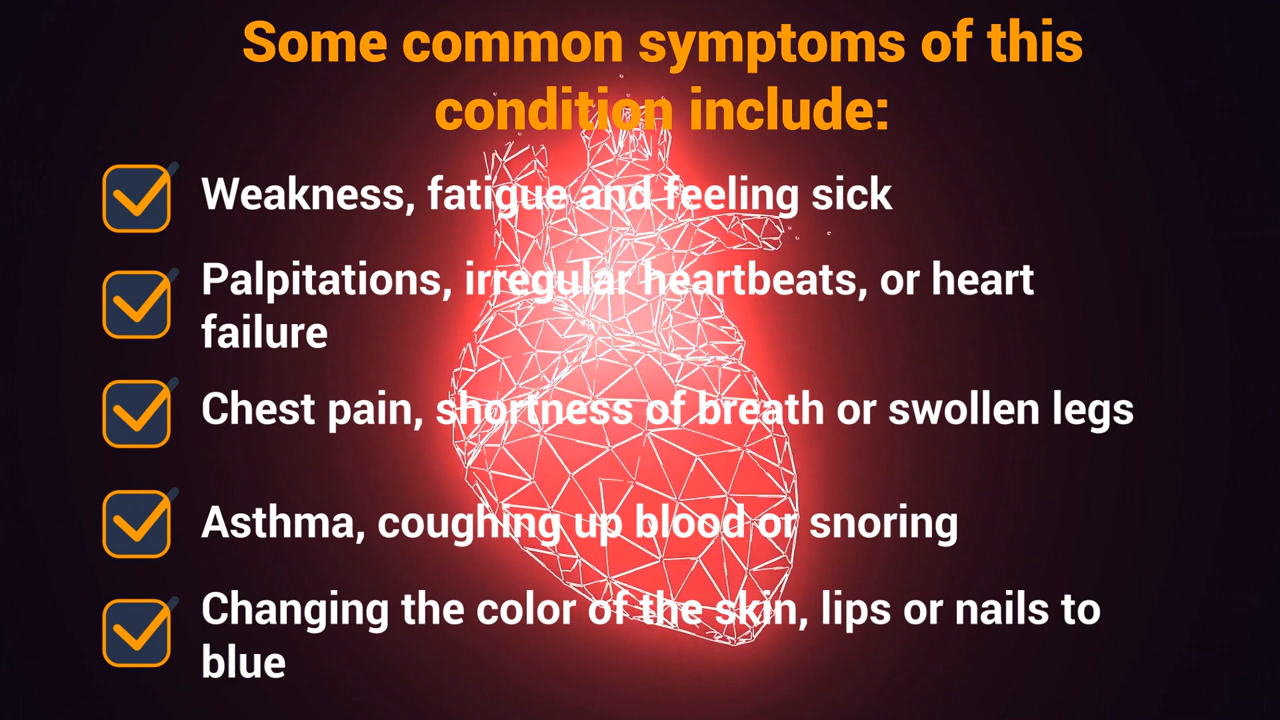 Some common symptoms of this
condition include:
Weakness, fatigue and feeling sick
Palpitations, irregular heartbeats, or heart
failure
Chest pain, shortness of breath or swollen legs
Asthma, coughing up blood or snoring
Changing the color of the skin, lips or nails to
blue